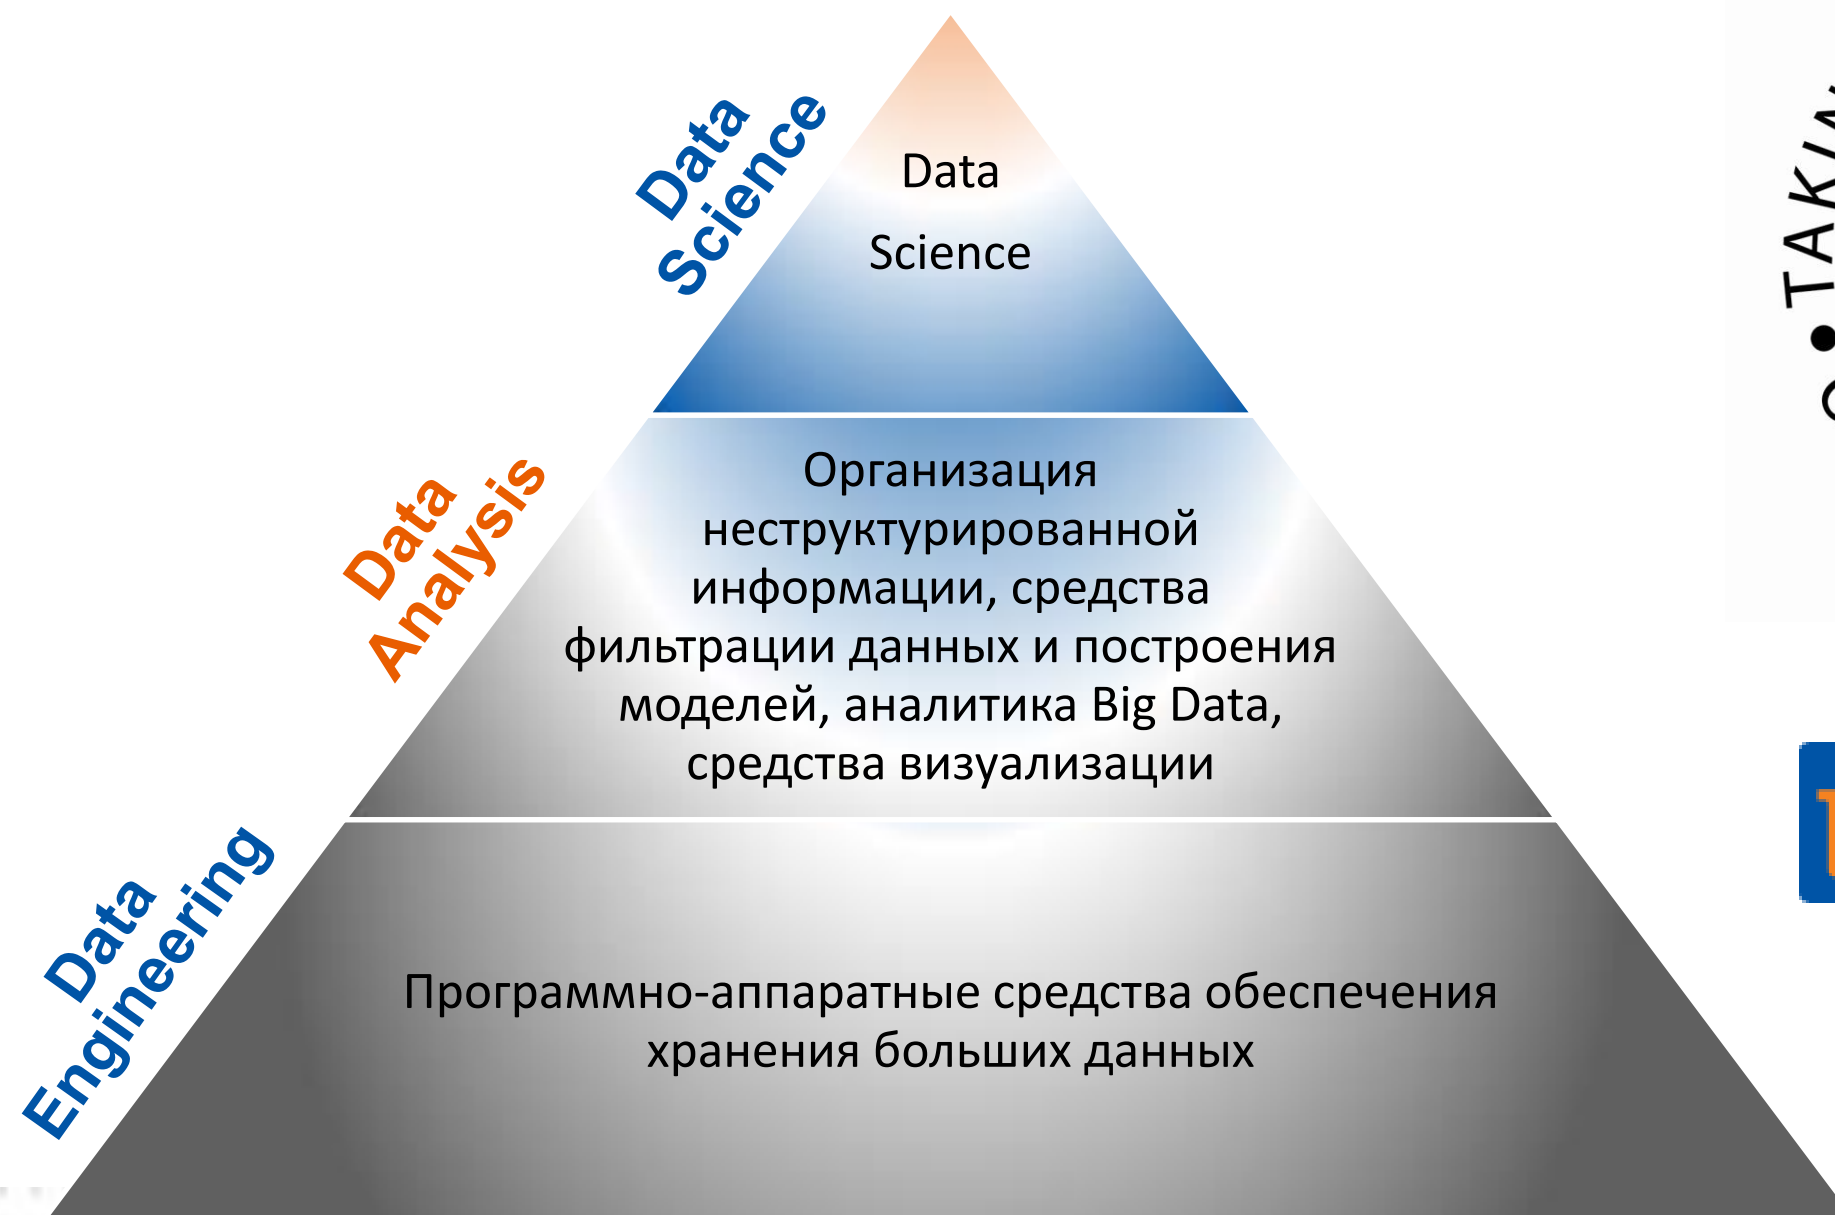 Data
Science
Data
Science
Data
Analysis
Организация
неструктурированной
информации, средства
фильтрации данных и построения
моделей, аналитика Big Data,
средства визуализации
Data
Engineering
Программно-аппаратные средства обеспечения
хранения больших данных